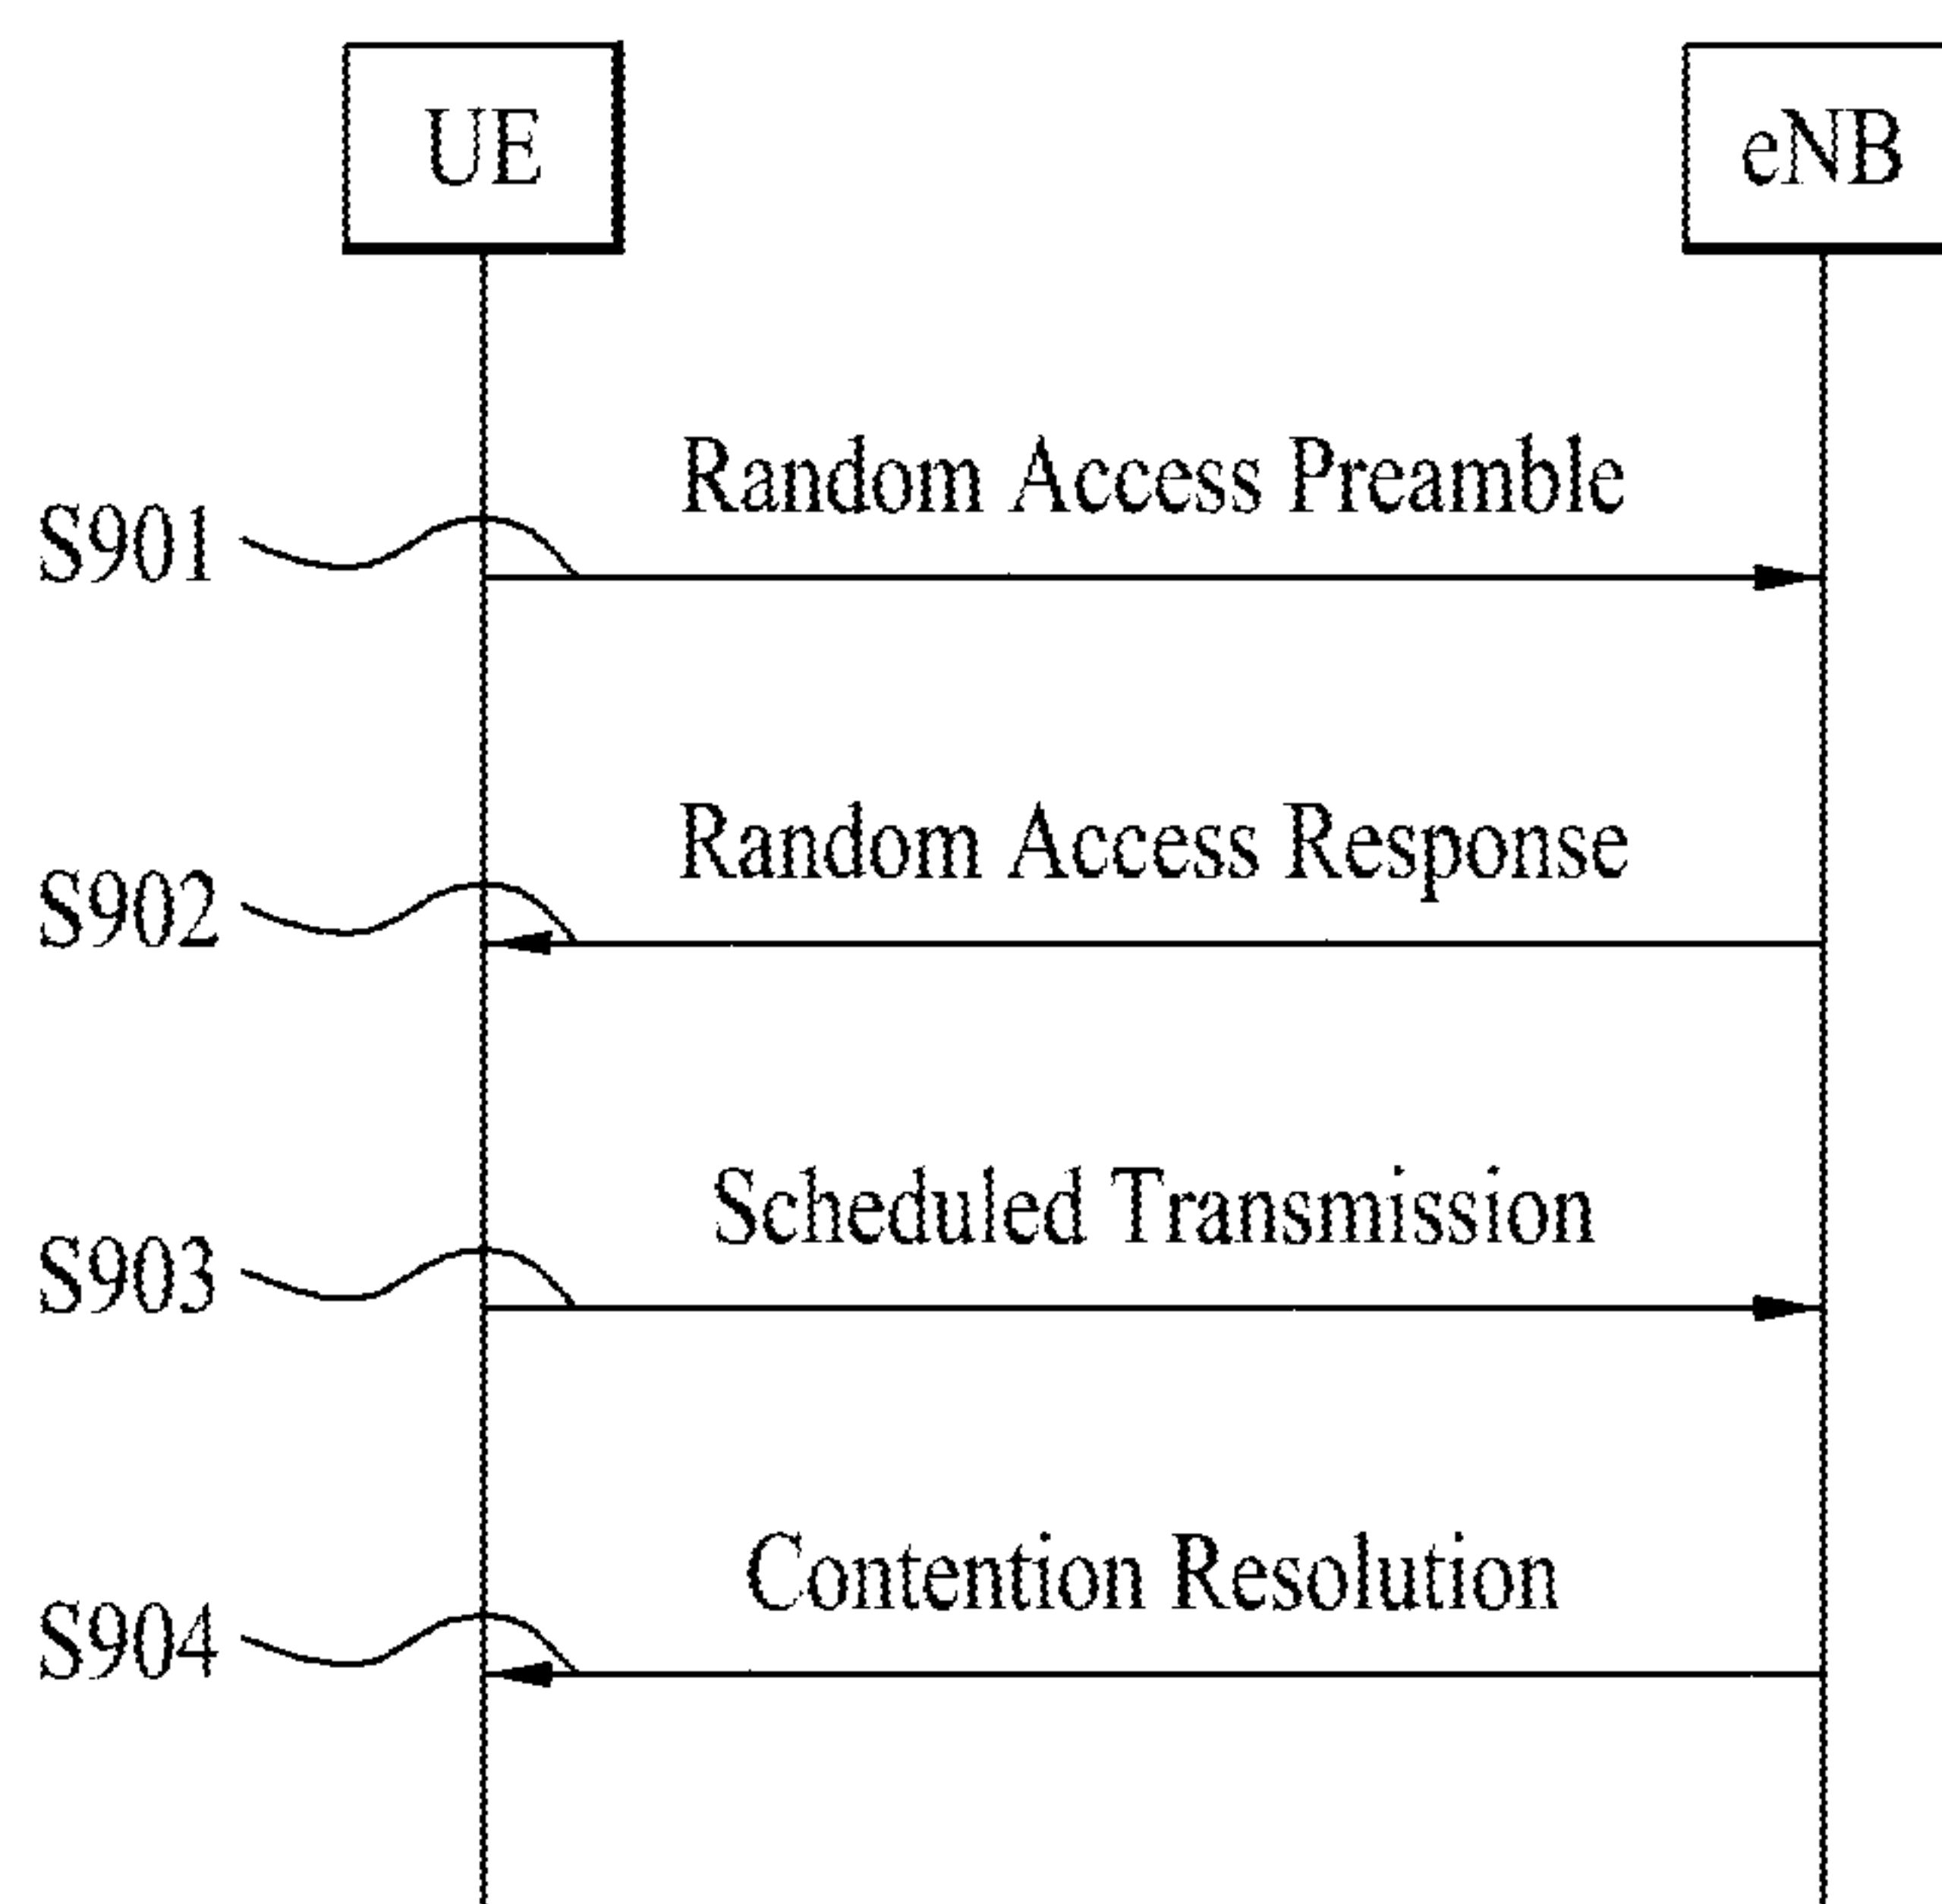 UE
eNB
Random Access Preamble
S901
Random Access Response
S902
Scheduled Transmission
S903
Contention Resolution
S904